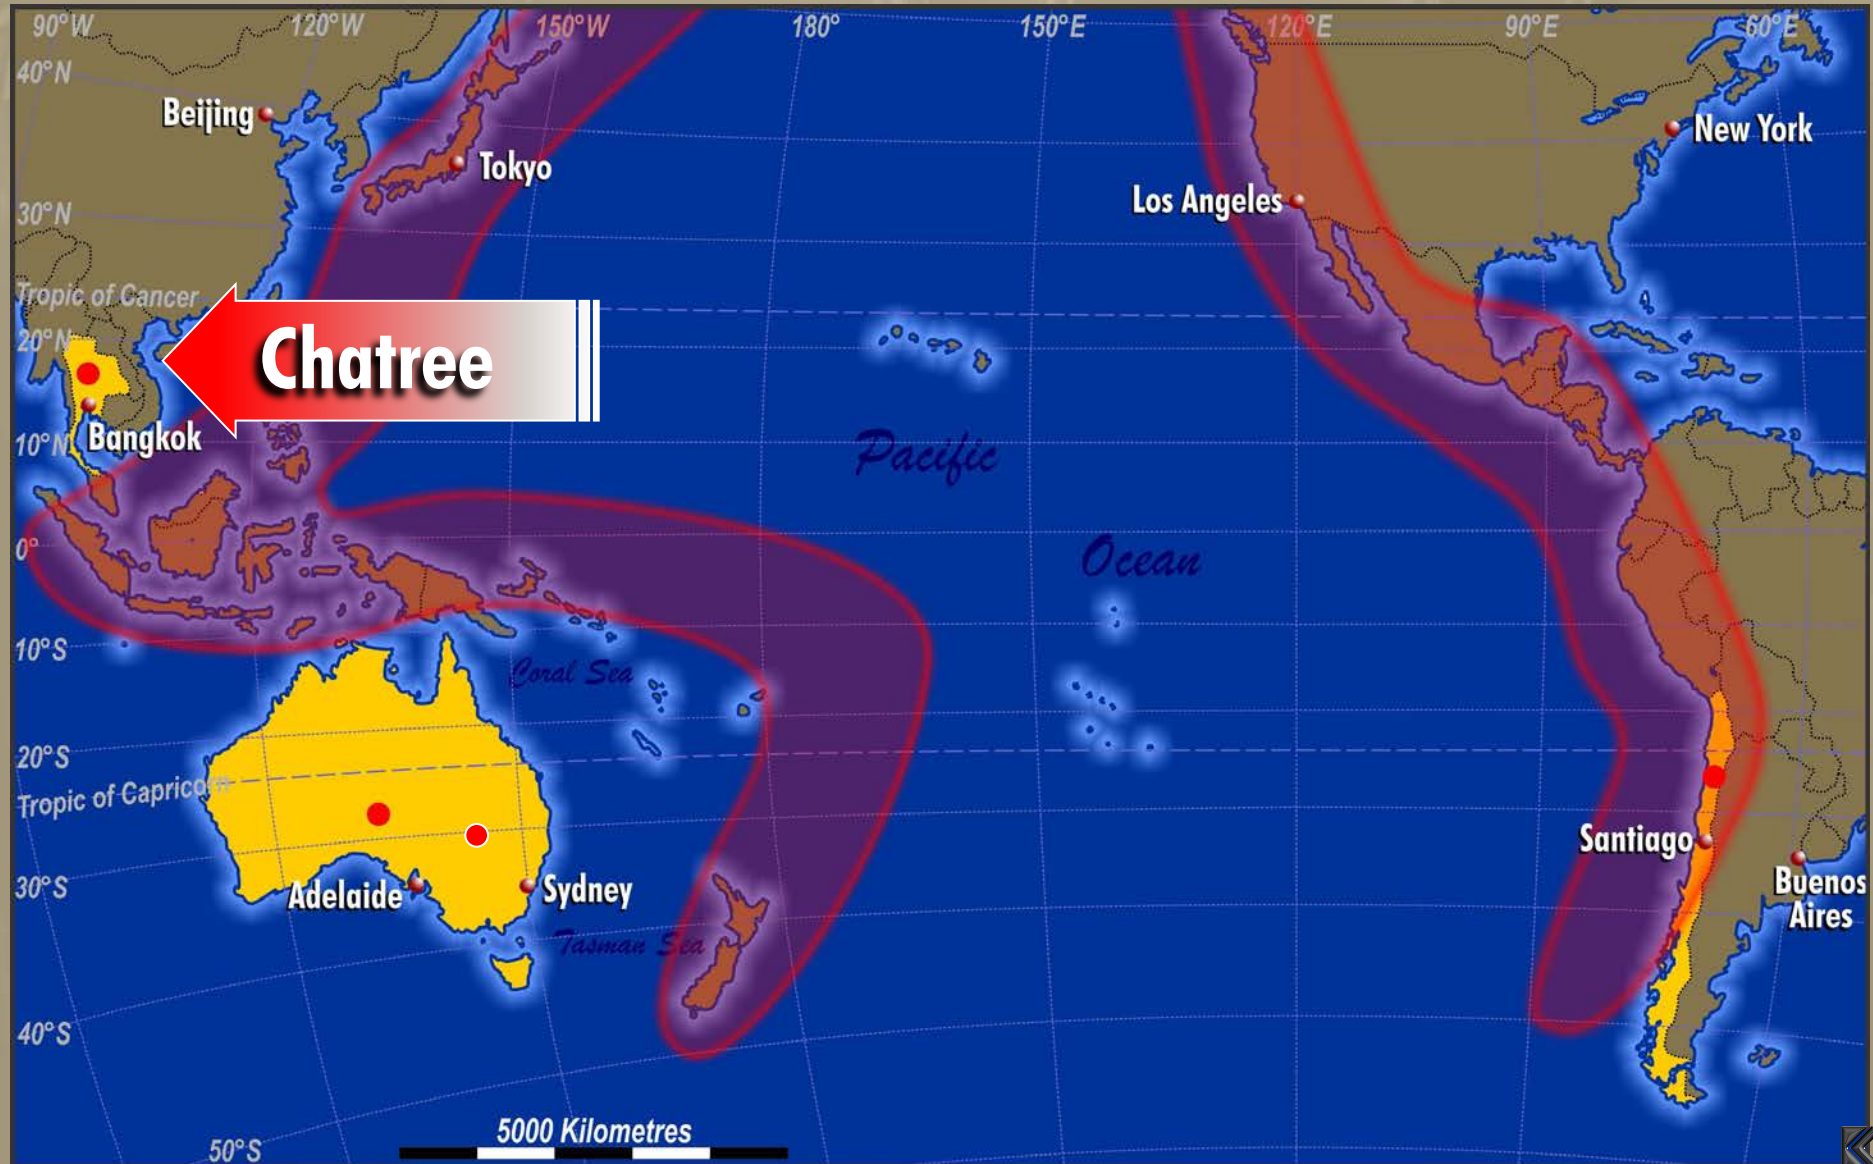 90°W
120°W
150°W
180°
150°E
120°E
90°E
60°E
40°N
Beijing
New York
Tokyo
Los Angeles
30°N
Tropic of Cancer
20°N
Chatree
Bangkok
10°N
Pacific
0°
Ocean
10°S
Coral Sea
20°S
Tropic of Capricorn
Santiago
30°S
Adelaide
Sydney
Buenos
Aires
Tasman Sea
40°S
5000 Kilometres
50°S